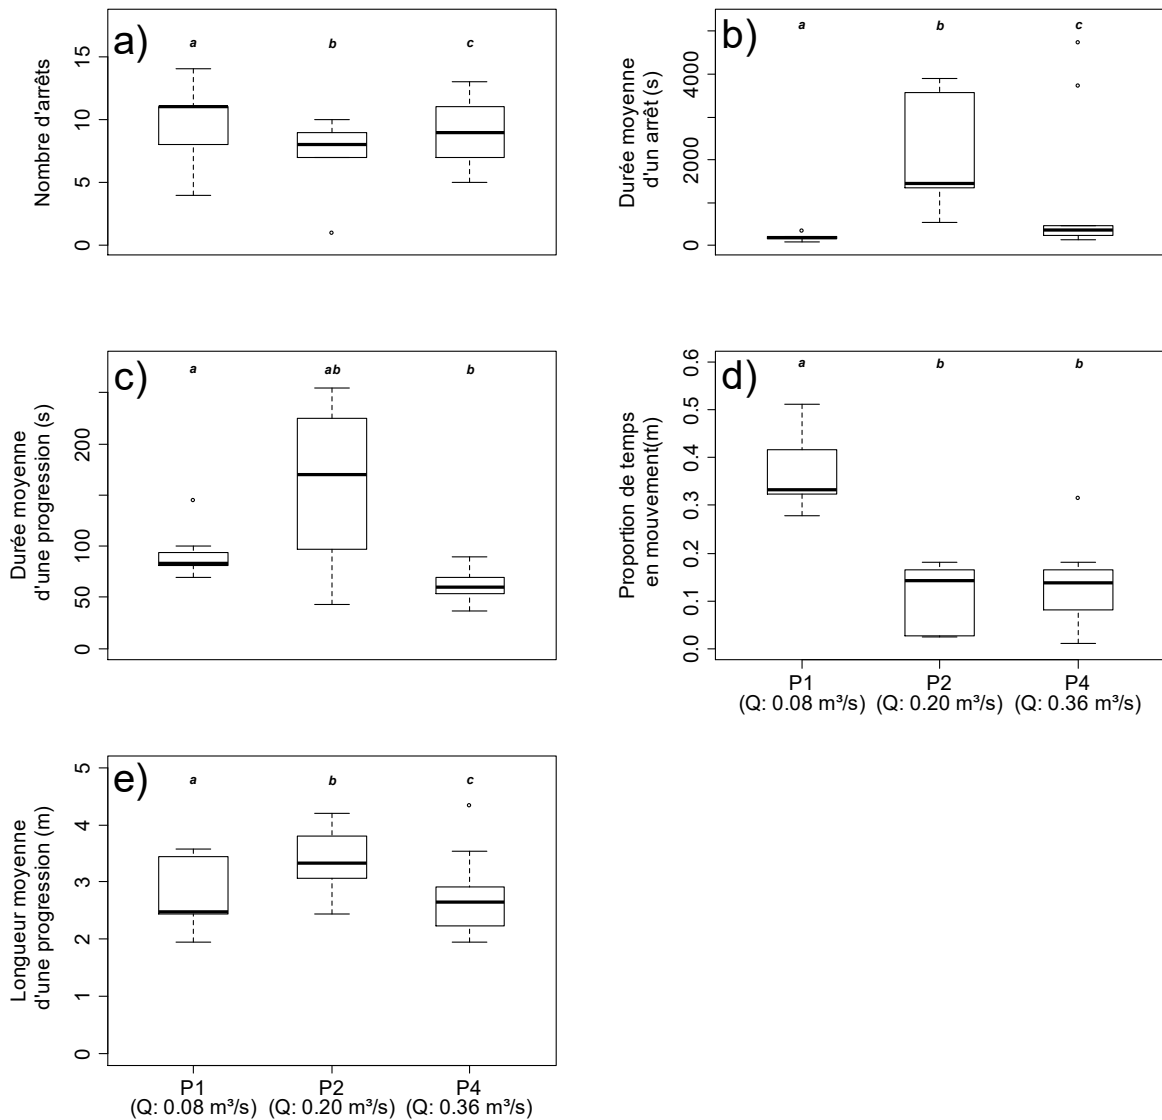 a)
a
b
c
Nombre d'arrêts
15
10
5
0
b)
a
b
c
Durée moyenne
d'un arrêt (s)
4000
2000
0
c)
a
ab
b
Durée moyenne
d'une progression (s)
200
100
50
0
d)
a
b
b
Proportion de temps
en mouvement(m)
0.6
0.5
0.4
0.3
0.2
0.1
0.0
P1
P2
P4
(Q: 0.08 m³/s)
(Q: 0.20 m³/s)
(Q: 0.36 m³/s)
e)
a
b
c
Longueur moyenne
d'une progression (m)
5
4
3
2
1
0
P1
P2
P4
(Q: 0.08 m³/s)
(Q: 0.20 m³/s)
(Q: 0.36 m³/s)